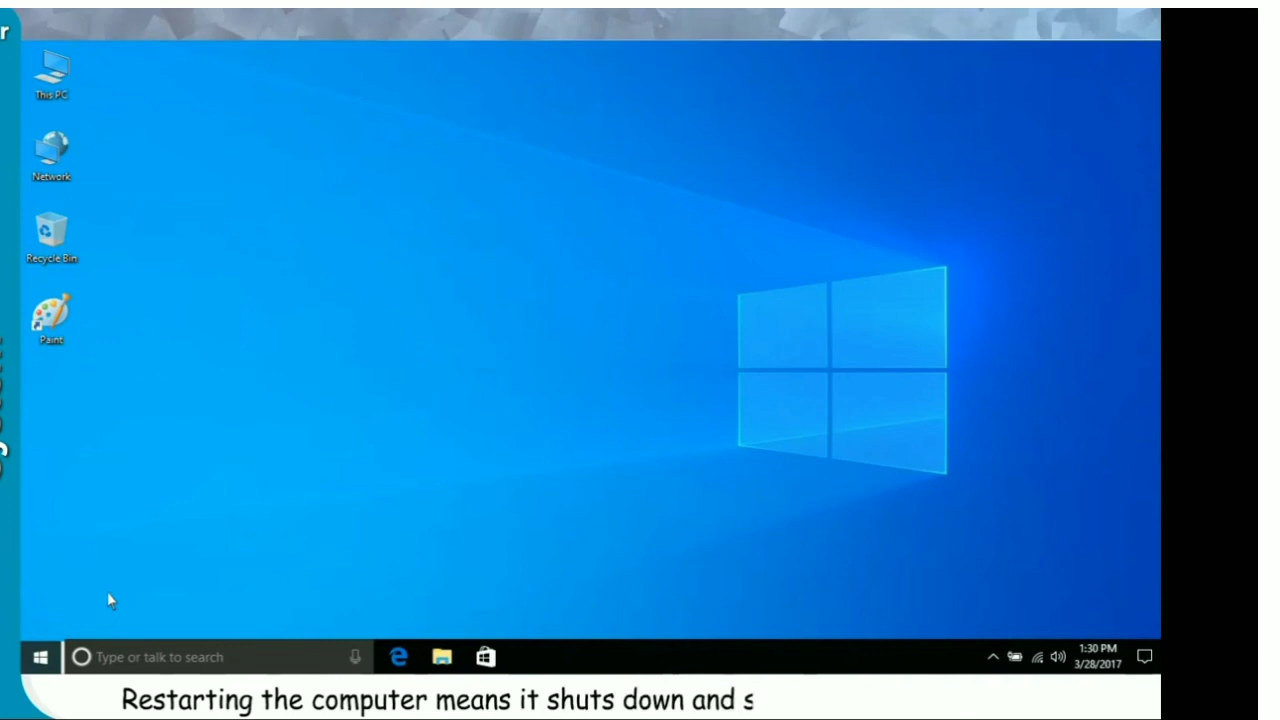 r
This PC
Network
Recycle Bin
Paint
Type or talk to search
1:30 PM
3/28/2017
Restarting the computer means it shuts down and s